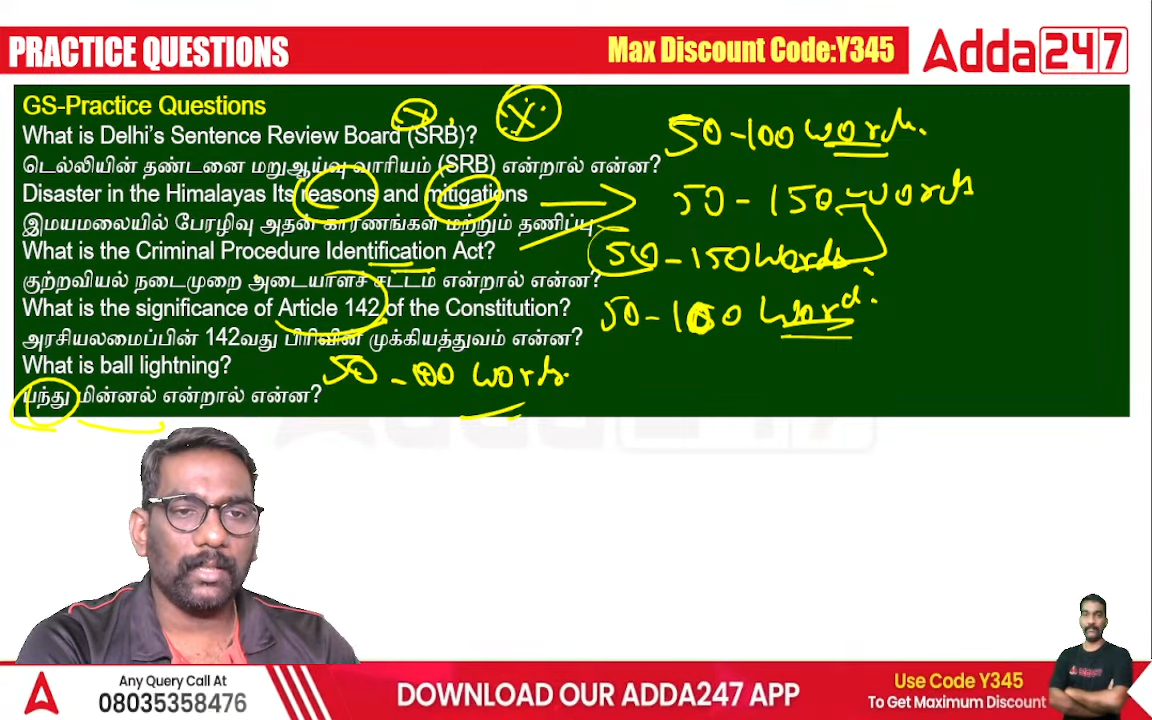 PRACTICE QUESTIONS
Max Discount Code:Y345
Adda247
GS-Practice Questions
What is Delhi's Sentence Review Board (SRB)?
50-100 words.
டெல்லியின் தண்டனை மறுஆய்வு வாரியம் (SRB) என்றால் என்ன?
Disaster in the Himalayas Its reasons and mitigations
50-150 words
இமயமலையில் பேரழிவு அதன் காரணங்கள் மற்றும் தணிப்பு
What is the Criminal Procedure Identification Act?
50-150 words
குற்றவியல் நடைமுறை அடையாளச் சட்டம் என்றால் என்ன?
What is the significance of Article 142 of the Constitution?
50-100 word.
அரசியலமைப்பின் 142வது பிரிவின் முக்கியத்துவம் என்ன?
What is ball lightning?
50-100 words.
பந்து மின்னல் என்றால் என்ன?
Any Query Call At
08035358476
DOWNLOAD OUR ADDA247 APP
Use Code Y345
To Get Maximum Discount